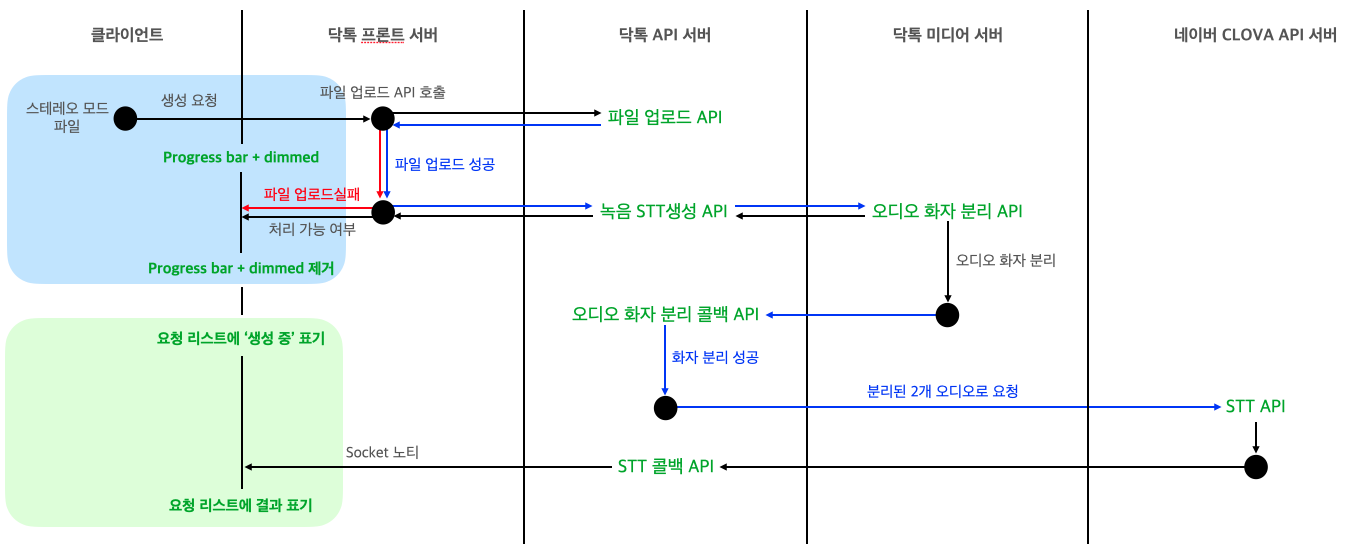 클라이언트
닥톡 프론트 서버
닥톡 API 서버
닥톡 미디어 서버
네이버 CLOVA API 서버
스테레오 모드
파일
생성 요청
파일 업로드 API 호출
파일 업로드 API
Progress bar + dimmed
파일 업로드 성공
파일 업로드실패
녹음 STT생성 API
오디오 화자 분리 API
처리 가능 여부
오디오 화자 분리
Progress bar + dimmed 제거
오디오 화자 분리 콜백 API
요청 리스트에 ‘생성 중’ 표기
화자 분리 성공
분리된 2개 오디오로 요청
STT API
Socket 노티
STT 콜백 API
요청 리스트에 결과 표기